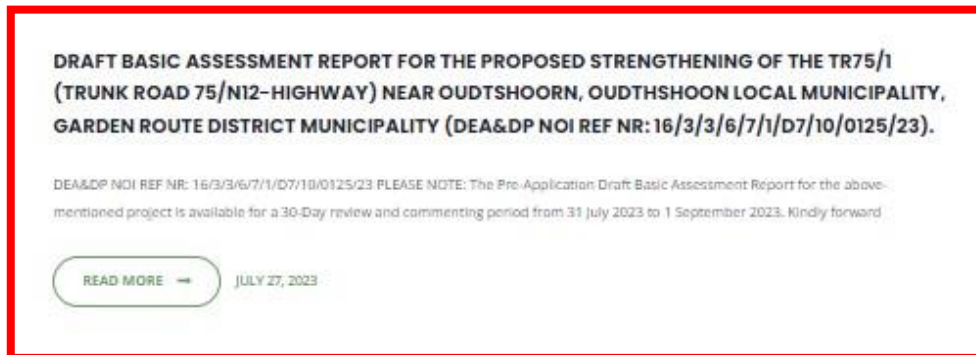 DRAFT BASIC ASSESSMENT REPORT FOR THE PROPOSED STRENGTHENING OF THE TR75/1
(TRUNK ROAD 75/N12-HIGHWAY) NEAR OUDTSHOORN, OUDTHSHOON LOCAL MUNICIPALITY,
GARDEN ROUTE DISTRICT MUNICIPALITY (DEA&DP NOI REF NR: 16/3/3/6/7/1/D7/10/0125/23).
DEA&DP NOI REF NR: 16/3/3/6/7/1/D7/10/0125/23 PLEASE NOTE: The Pre-Application Draft Basic Assessment Report for the above-
mentioned project is available for a 30-Day review and commenting period from 31 July 2023 to 1 September 2023. Kindly forward
READ MORE → JULY 27, 2023